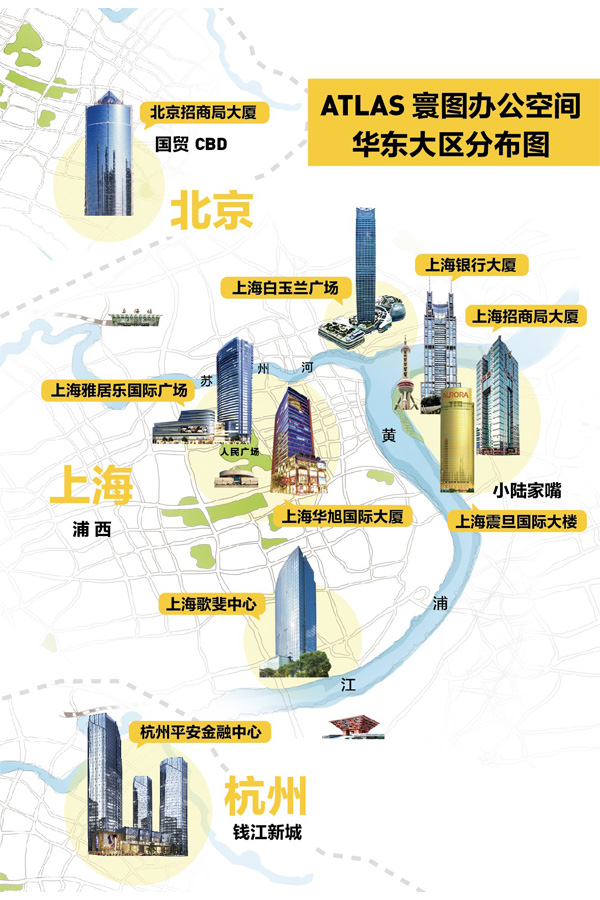 ATLAS 寰图办公空间
华东大区分布图
北京招商局大厦
国贸 CBD
北京
上海银行大厦
上海白玉兰广场
上海招商局大厦
上海站
苏州河
上海雅居乐国际广场
AURORA
人民广场
黄浦江
上海
浦西
小陆家嘴
上海华旭国际大厦
上海震旦国际大楼
上海歌斐中心
杭州平安金融中心
杭州
钱江新城